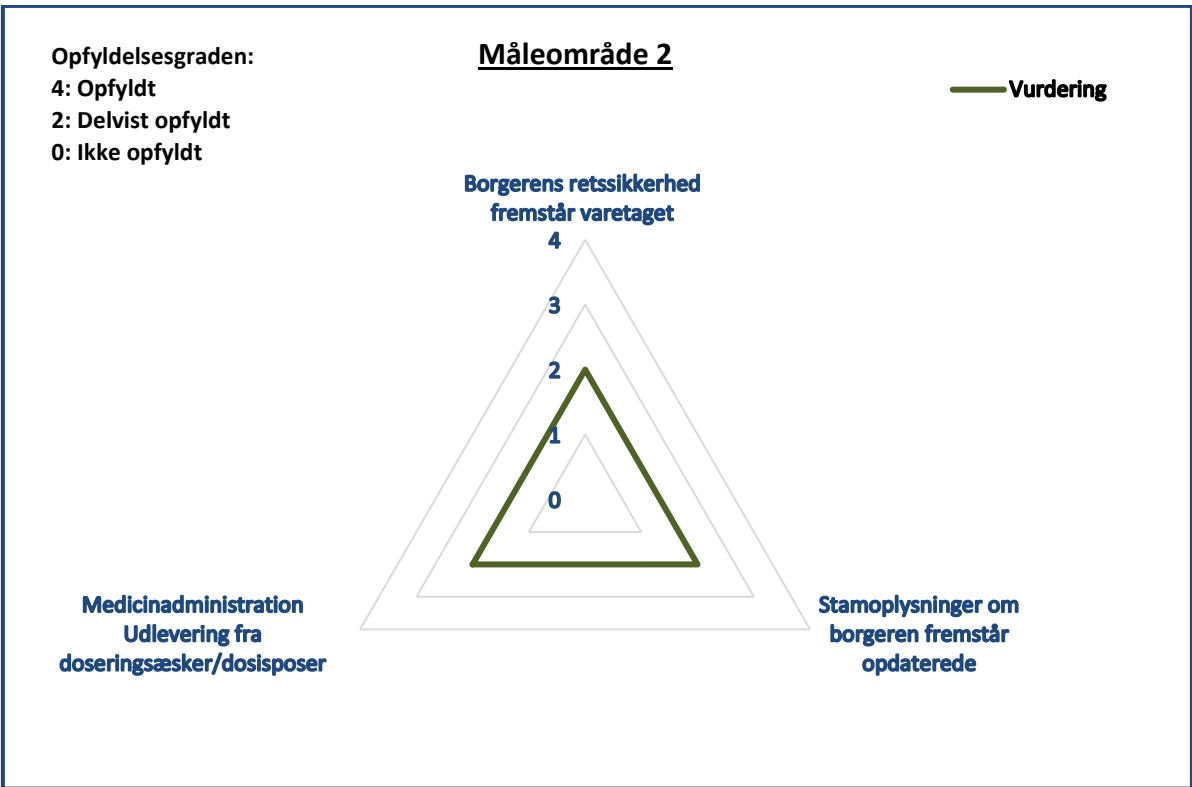 Opfyldelsesgraden:
4: Opfyldt
2: Delvist opfyldt
0: Ikke opfyldt
Måleområde 2
Vurdering
Borgerens retssikkerhed
fremstår varetaget
4
3
2
1
0
Stamoplysninger om
borgeren fremstår
opdaterede
Medicinadministration
Udlevering fra
doseringsæsker/dosisposer